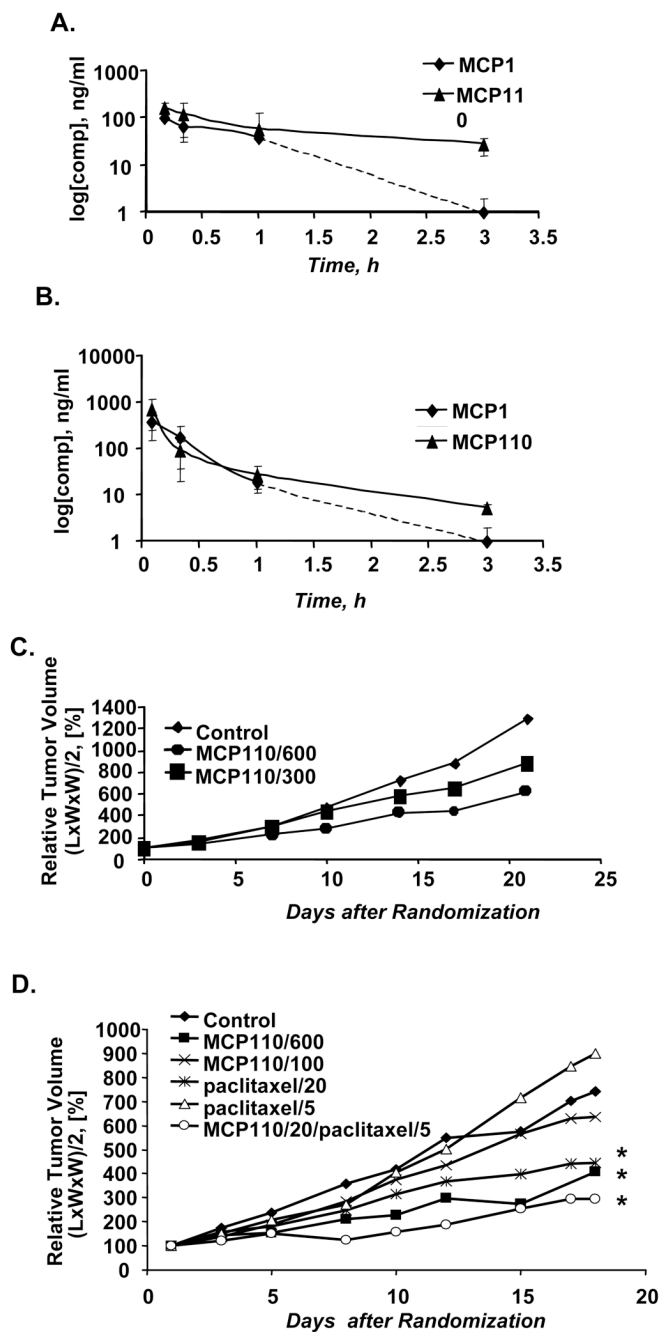 A.
MCP1
MCP11
0
log[comp], ng/ml
1000
100
10
1
0 0.5 1 1.5 2 2.5 3 3.5
Time, h
B.
MCP1
MCP110
log[comp], ng/ml
10000
1000
100
10
1
0 0.5 1 1.5 2 2.5 3 3.5
Time, h
C.
Relative Tumor Volume
(LxWxW)/2, [%]
Control
MCP110/600
MCP110/300
1400
1200
1000
800
600
400
200
0
0 5 10 15 20 25
Days after Randomization
D.
Relative Tumor Volume
(LxWxW)/2, [%]
Control
MCP110/600
MCP110/100
paclitaxel/20
paclitaxel/5
MCP110/20/paclitaxel/5
1000
900
800
700
600
500
400
300
200
100
0
*
*
*
0 5 10 15 20
Days after Randomization